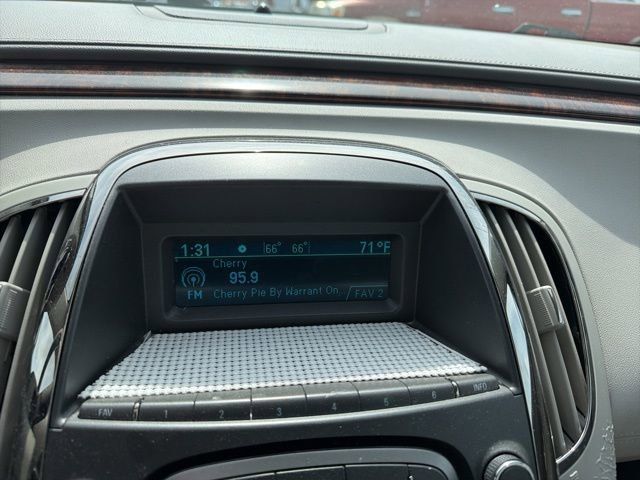 1:31 66° 66° 71°F
Cherry
95.9
FM Cherry Pie By Warrant On. FAV 2
FAV 1 2 3 4 5 6 INFO